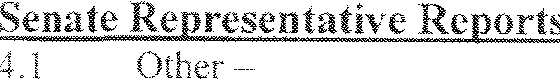 Senate Representative Reports
4.1 Other –